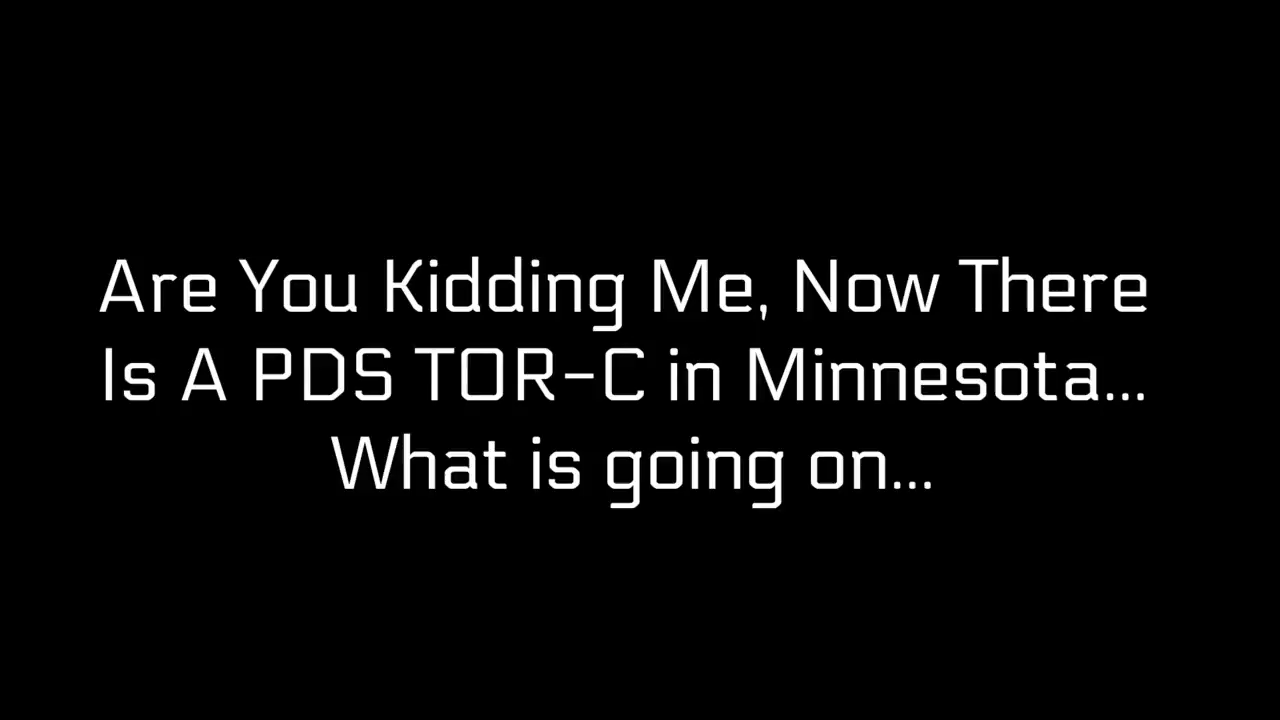 Are You Kidding Me, Now There
Is A PDS TOR-C in Minnesota...
What is going on...